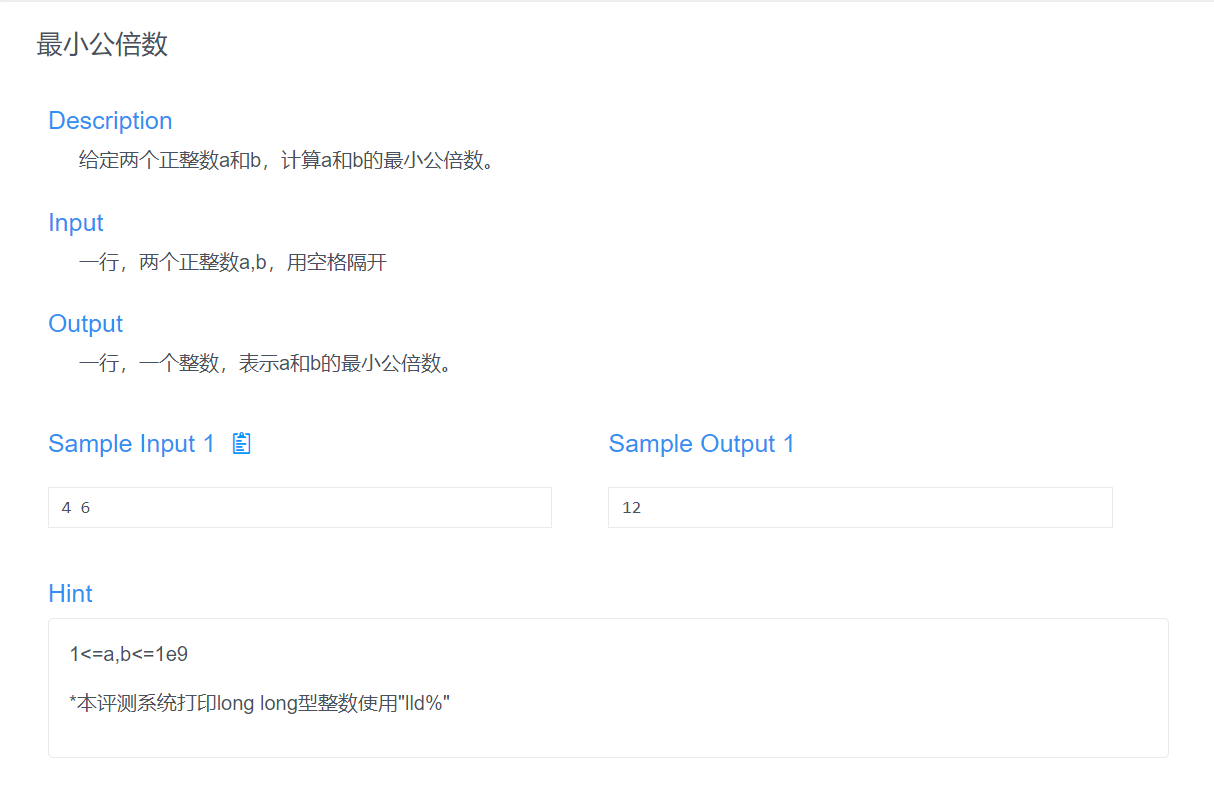 最小公倍数
Description
给定两个正整数a和b，计算a和b的最小公倍数。
Input
一行，两个正整数a,b，用空格隔开
Output
一行，一个整数，表示a和b的最小公倍数。
Sample Input 1
Sample Output 1
4 6
12
Hint
1<=a,b<=1e9
*本评测系统打印long long型整数使用"lld%"